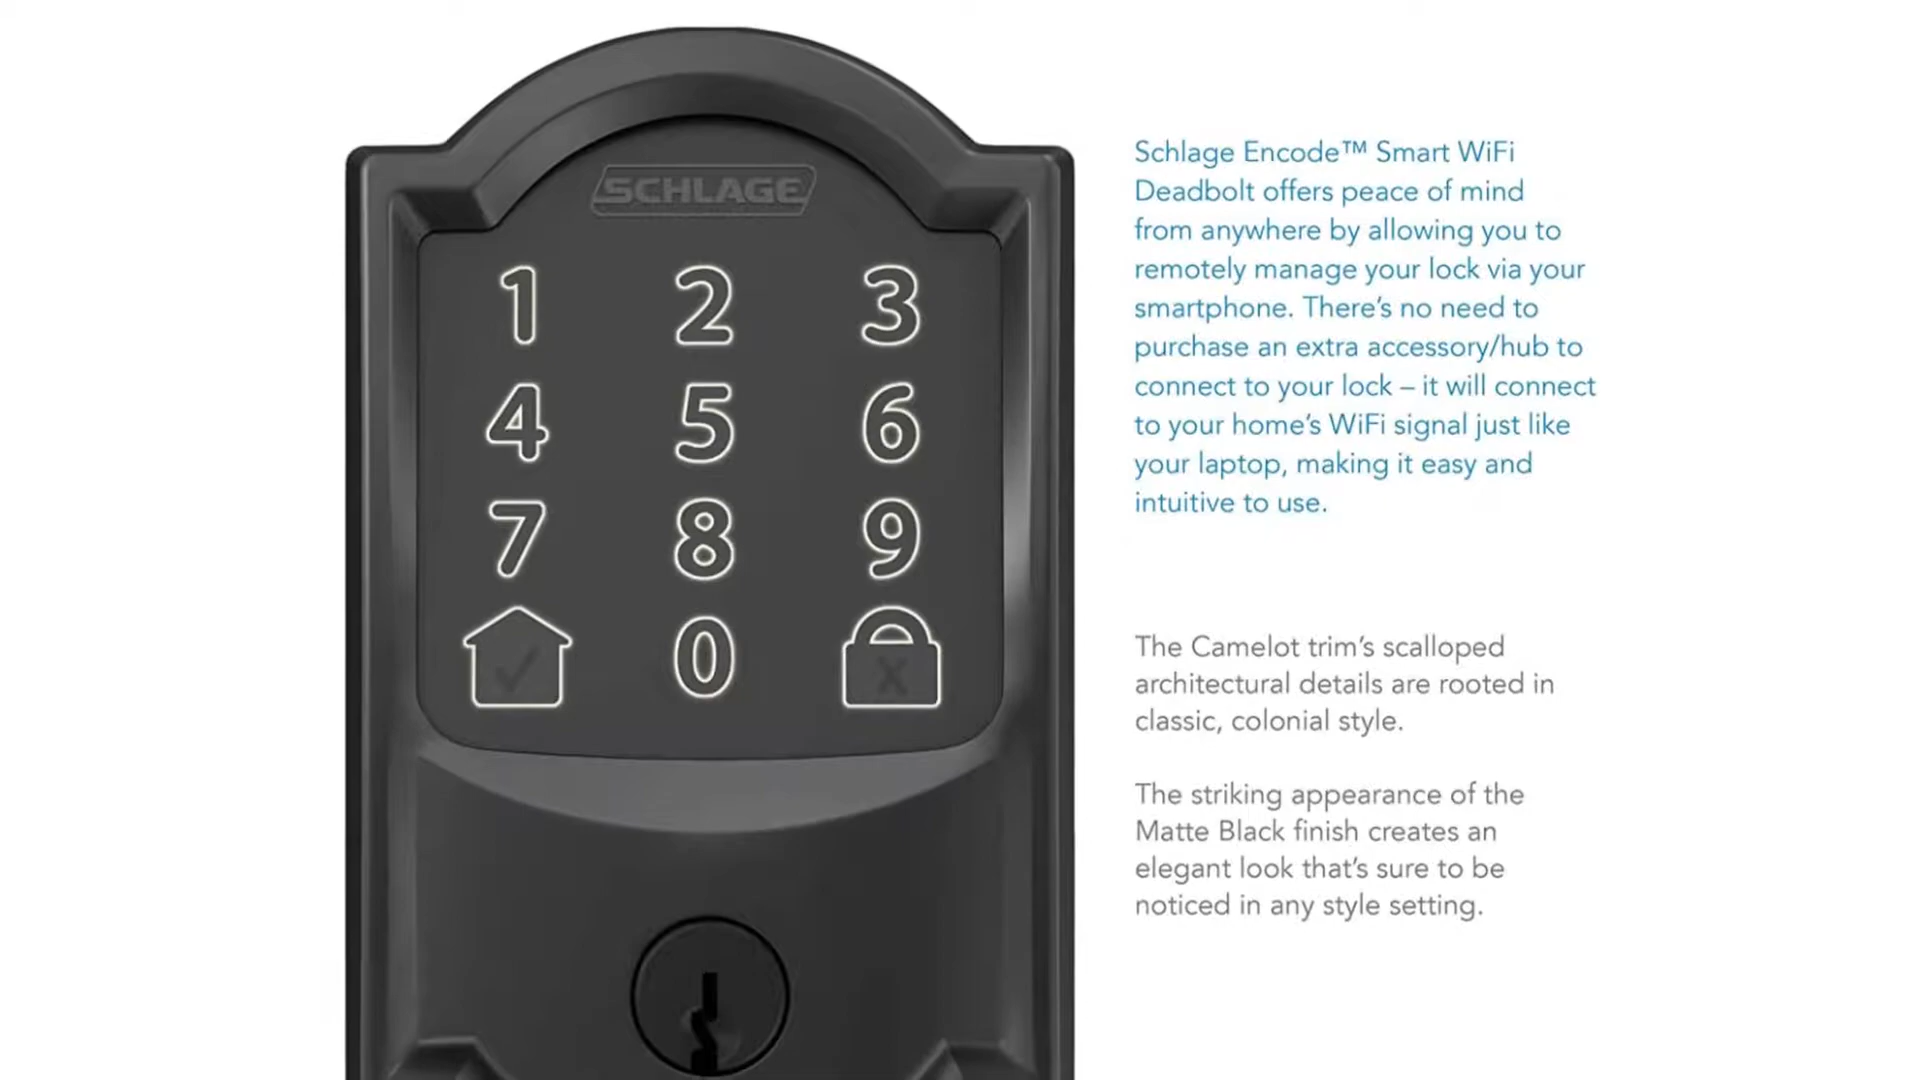 SCHLAGE
1 2 3
4 5 6
7 8 9
0 X
Schlage Encode™ Smart WiFi
Deadbolt offers peace of mind
from anywhere by allowing you to
remotely manage your lock via your
smartphone. There's no need to
purchase an extra accessory/hub to
connect to your lock – it will connect
to your home's WiFi signal just like
your laptop, making it easy and
intuitive to use.
The Camelot trim's scalloped
architectural details are rooted in
classic, colonial style.
The striking appearance of the
Matte Black finish creates an
elegant look that's sure to be
noticed in any style setting.